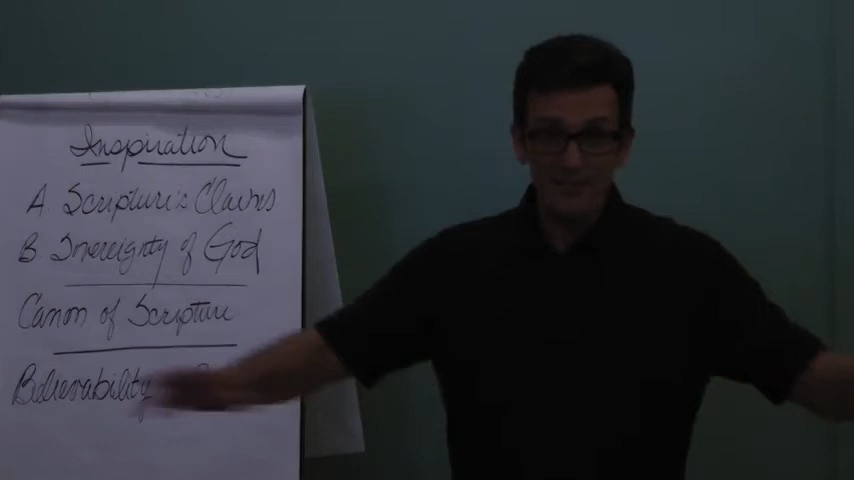 Inspiration
A Scripture's Claims
B Sovereignty of God
Canon of Scripture
Believability